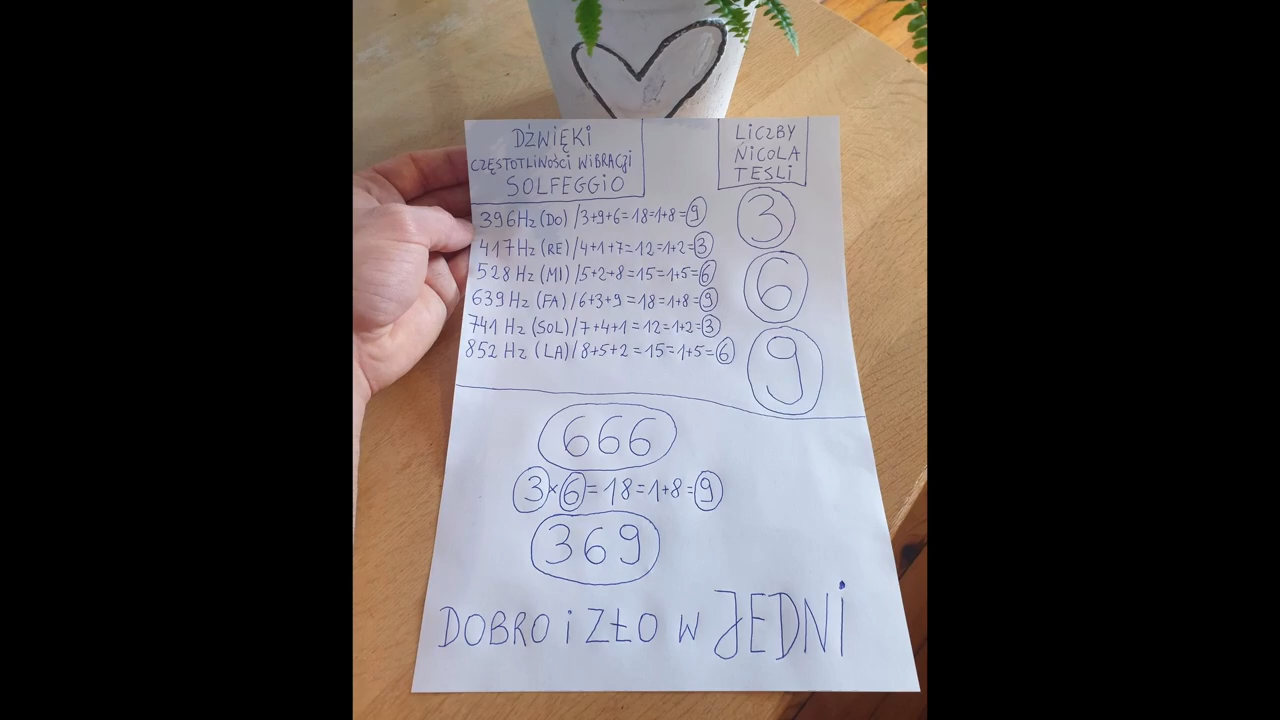 DŹWIĘKI
CZĘSTOTLIWOŚCI WIBRACJI
SOLFEGGIO
LICZBY
NICOLA
TESLI
396Hz (DO) /3+9+6=18=1+8=9
417Hz (RE) /4+1+7=12=1+2=3
528 Hz (MI) /5+2+8=15=1+5=6
639 Hz (FA) /6+3+9=18=1+8=9
741 Hz (SOL) /7+4+1=12=1+2=3
852 Hz (LA) /8+5+2=15=1+5=6
3
6
9
666
3×6=18=1+8=9
369
DOBRO i ZŁO W JEDNI